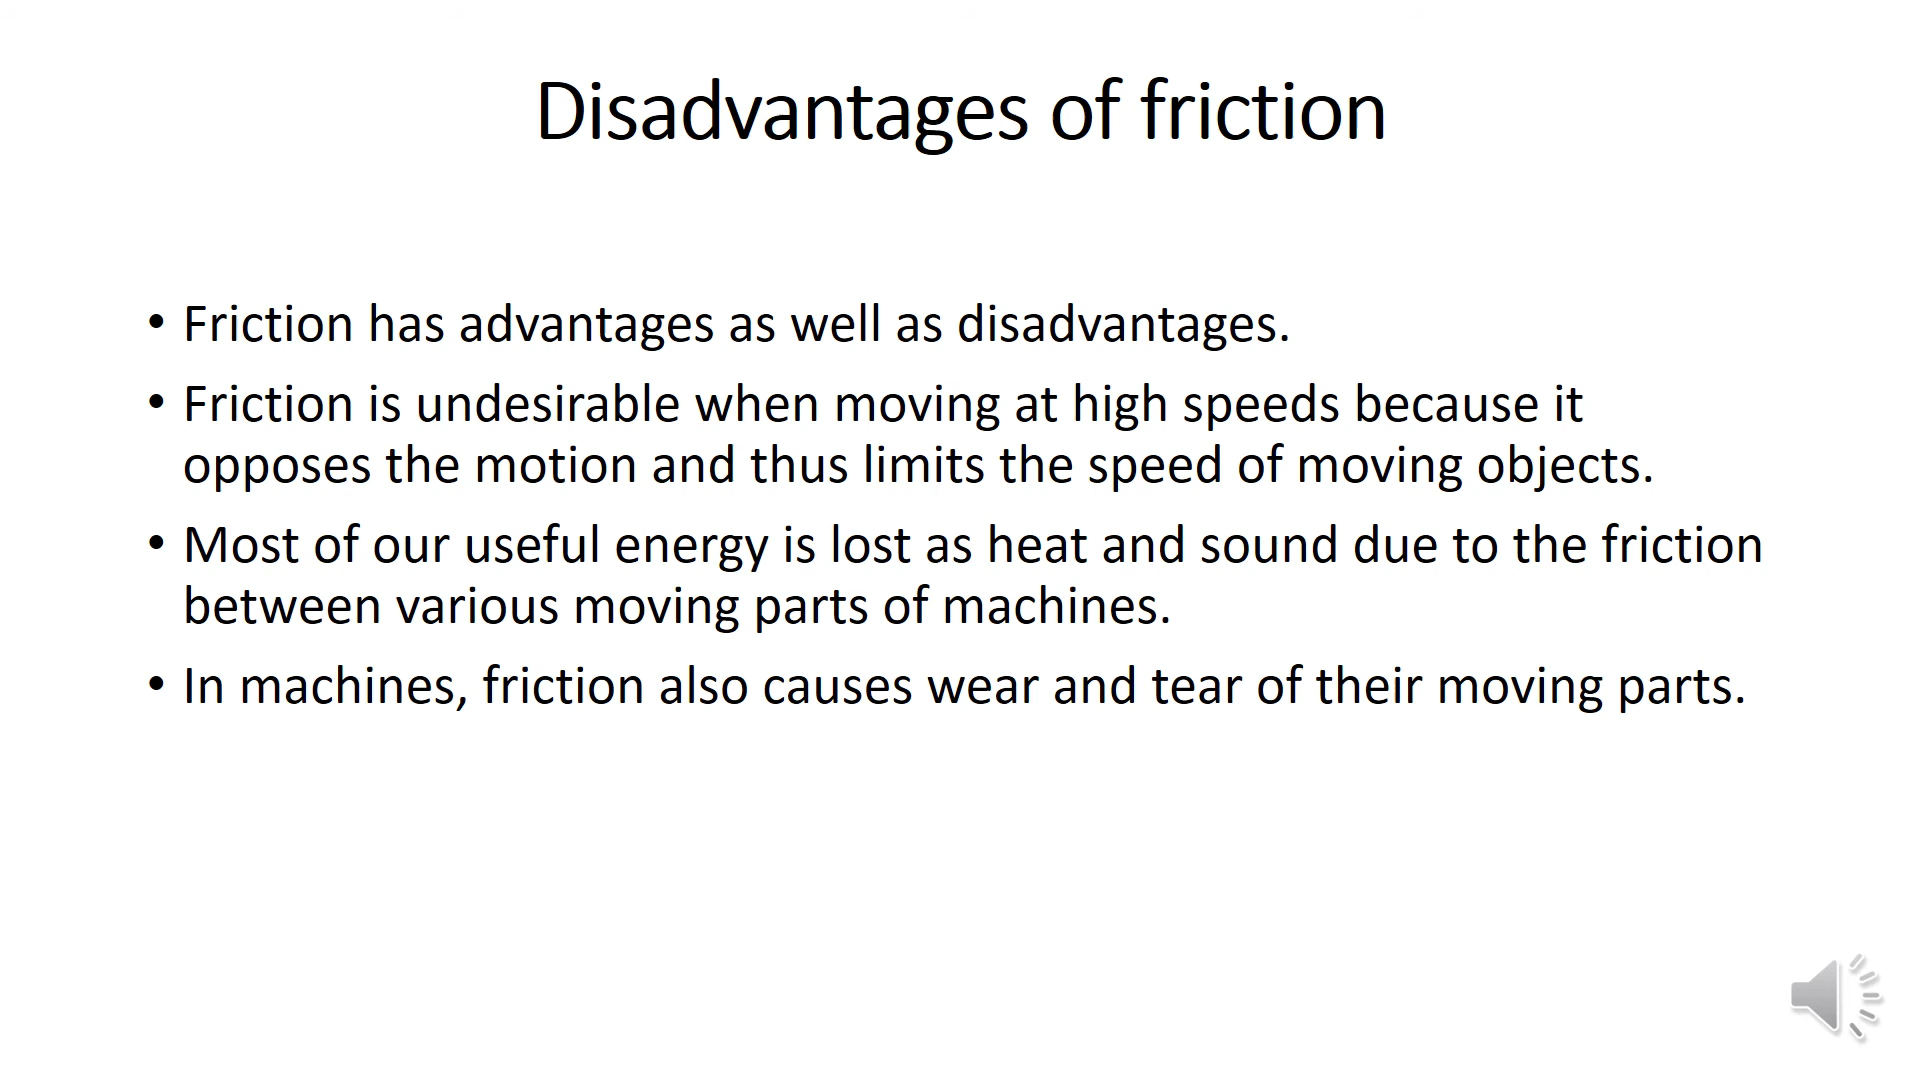 Disadvantages of friction
• Friction has advantages as well as disadvantages.
• Friction is undesirable when moving at high speeds because it
opposes the motion and thus limits the speed of moving objects.
• Most of our useful energy is lost as heat and sound due to the friction
between various moving parts of machines.
• In machines, friction also causes wear and tear of their moving parts.